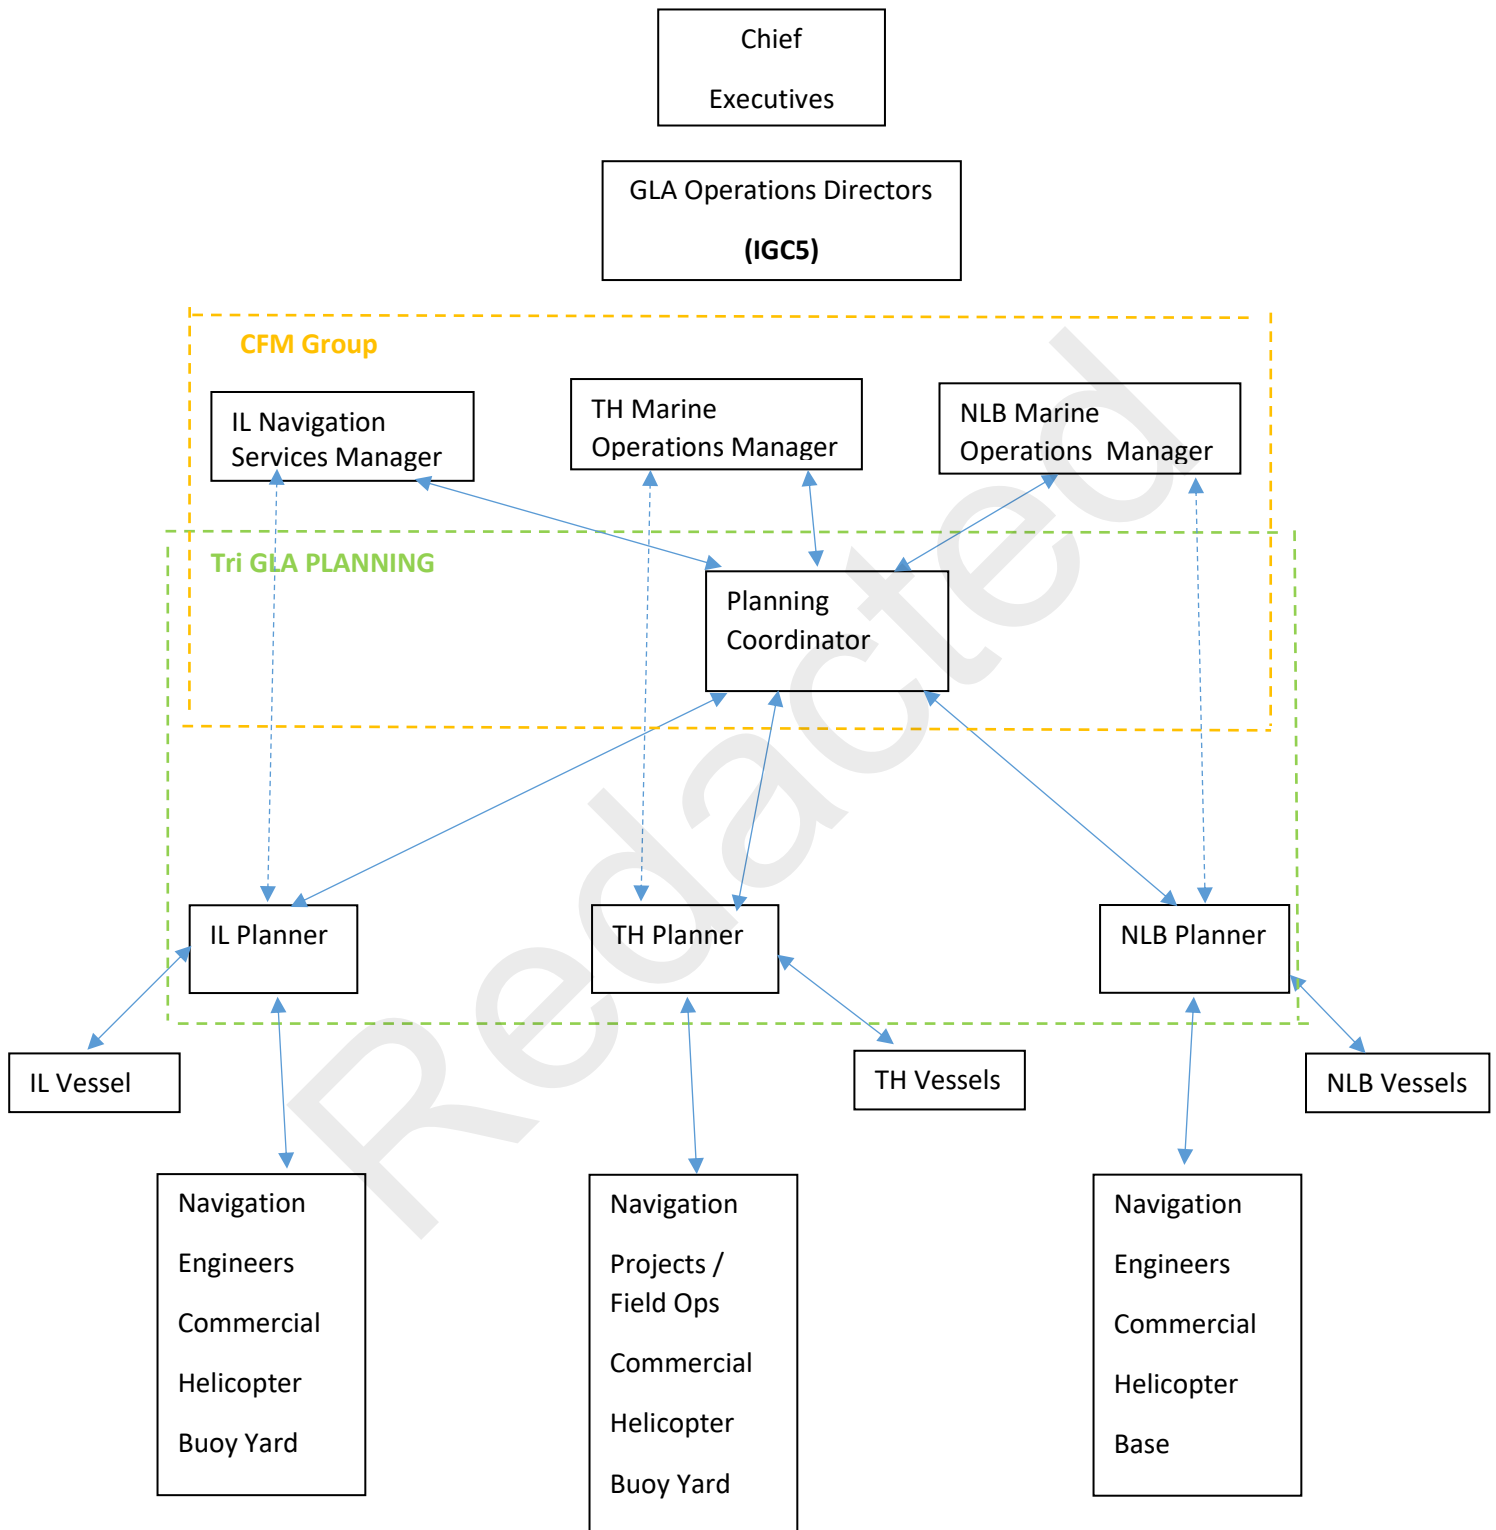 Chief
Executives
GLA Operations Directors
(IGC5)
CFM Group
IL Navigation
Services Manager
TH Marine
Operations Manager
NLB Marine
Operations  Manager
Tri GLA PLANNING
Planning
Coordinator
IL Planner
TH Planner
NLB Planner
IL Vessel
TH Vessels
NLB Vessels
Navigation
Engineers
Commercial
Helicopter
Buoy Yard
Navigation
Projects /
Field Ops
Commercial
Helicopter
Buoy Yard
Navigation
Engineers
Commercial
Helicopter
Base
Redacted